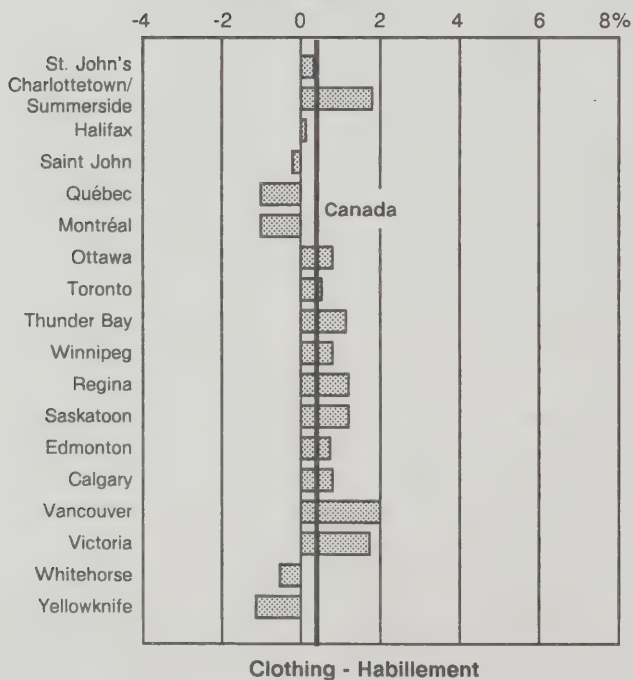 -4 -2 0 2 4 6 8%
St. John's
Charlottetown/
Summerside
Halifax
Saint John
Québec
Montréal
Canada
Ottawa
Toronto
Thunder Bay
Winnipeg
Regina
Saskatoon
Edmonton
Calgary
Vancouver
Victoria
Whitehorse
Yellowknife
Clothing - Habillement